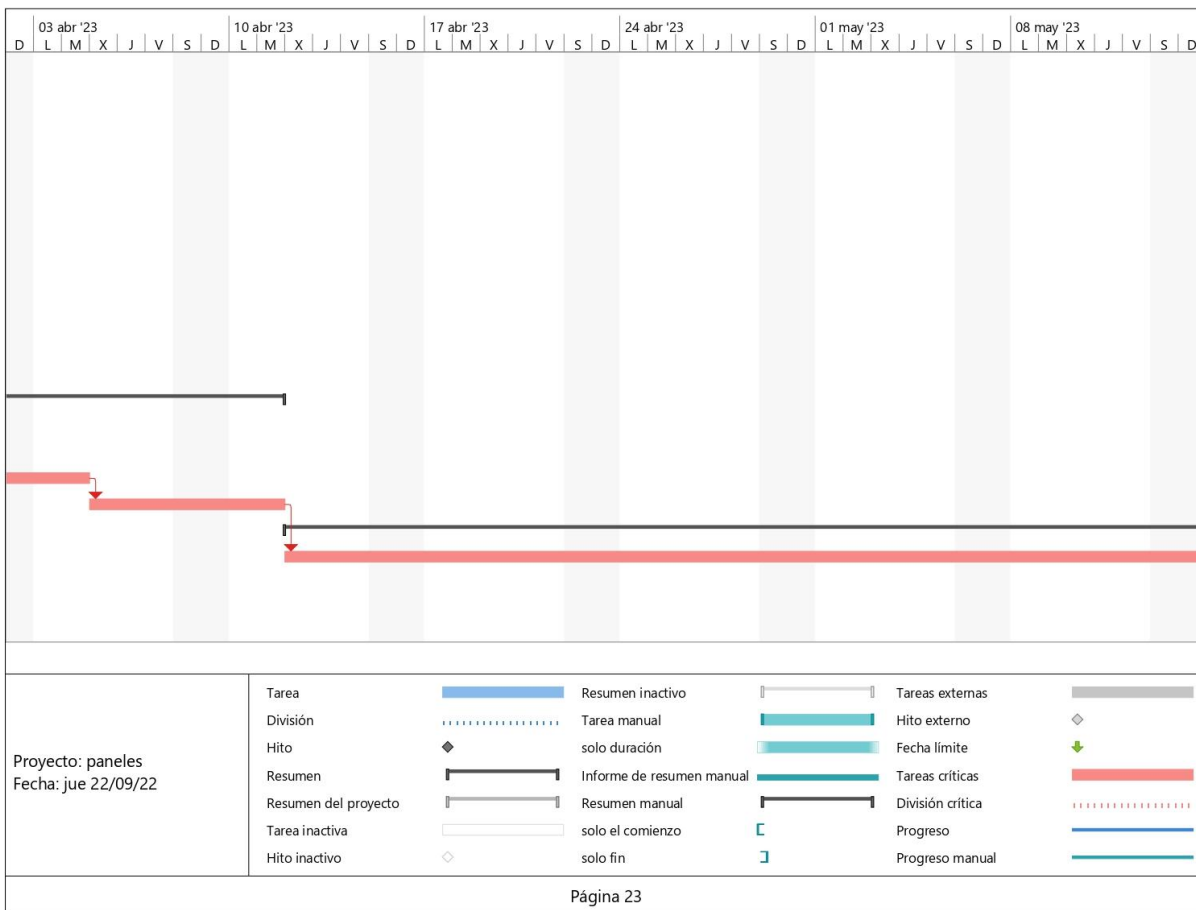 03 abr '23 10 abr '23 17 abr '23 24 abr '23 01 may '23 08 may '23
D L M X J V S D L M X J V S D L M X J V S D L M X J V S D L M X J V S D L M X J V S D
Tarea Resumen inactivo Tareas externas
División Tarea manual Hito externo
Hito solo duración Fecha límite
Resumen Informe de resumen manual Tareas críticas
Resumen del proyecto Resumen manual División crítica
Tarea inactiva solo el comienzo Progreso
Hito inactivo solo fin Progreso manual
Proyecto: paneles
Fecha: jue 22/09/22
Página 23